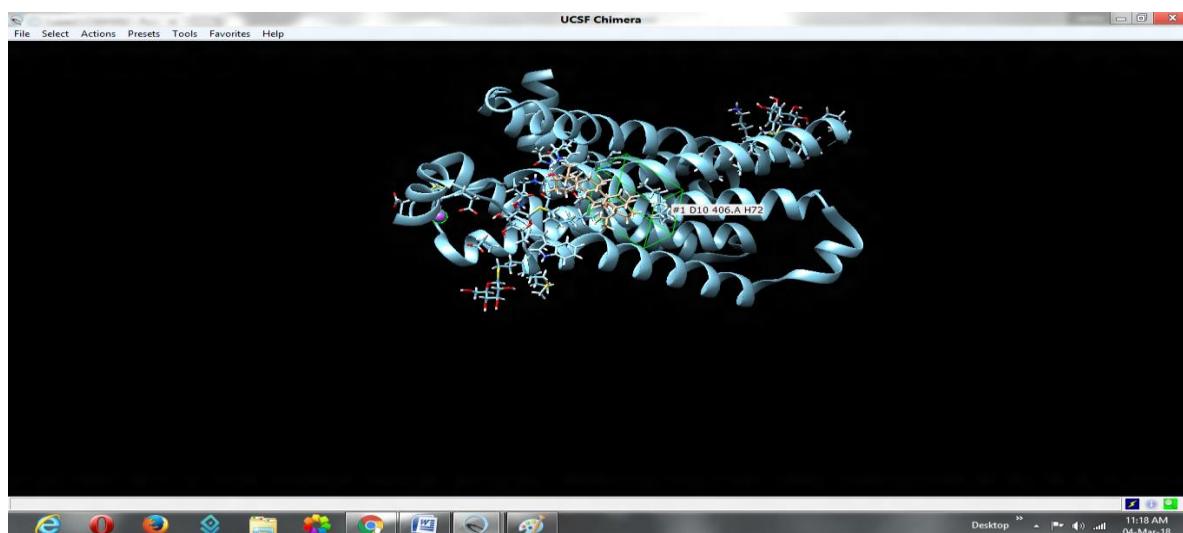 UCSF Chimera
File Select Actions Presets Tools Favorites Help
#1 D10 406.A H72
Desktop
11:18 AM
04-Mar-18